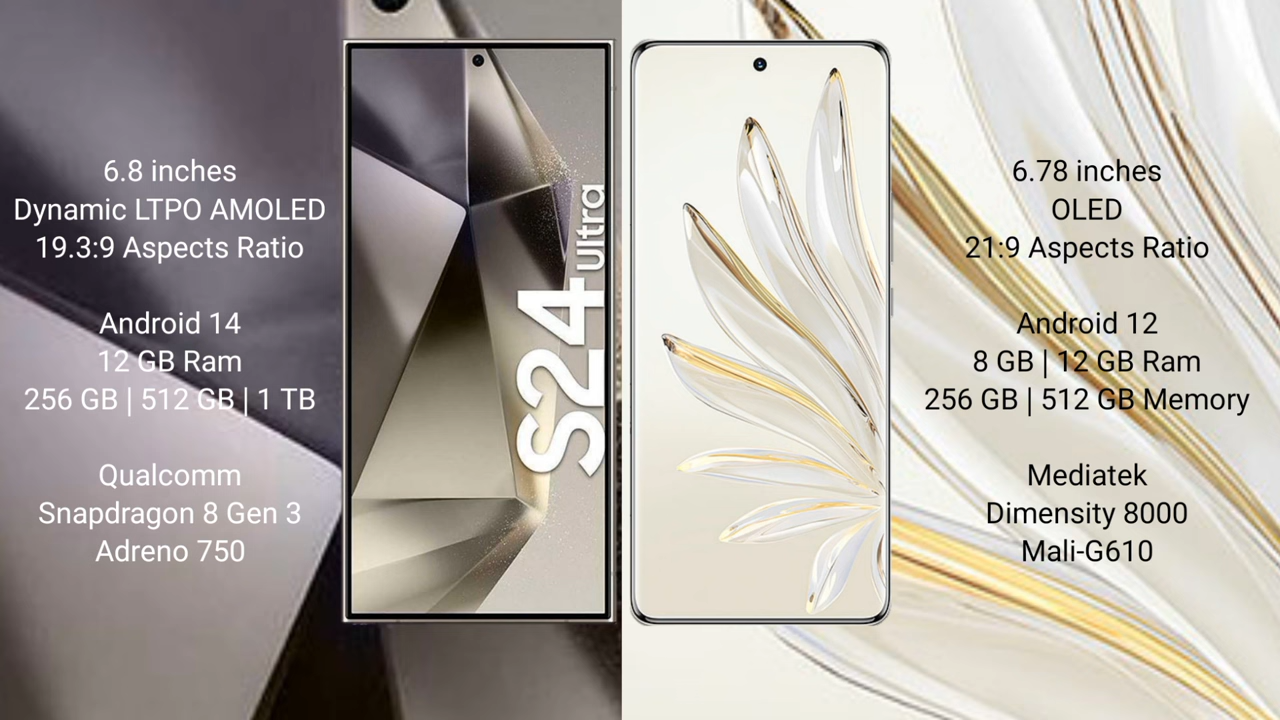 6.8 inches
Dynamic LTPO AMOLED
19.3:9 Aspects Ratio
Android 14
12 GB Ram
256 GB | 512 GB | 1 TB
Qualcomm
Snapdragon 8 Gen 3
Adreno 750
S24 Ultra
6.78 inches
OLED
21:9 Aspects Ratio
Android 12
8 GB | 12 GB Ram
256 GB | 512 GB Memory
Mediatek
Dimensity 8000
Mali-G610